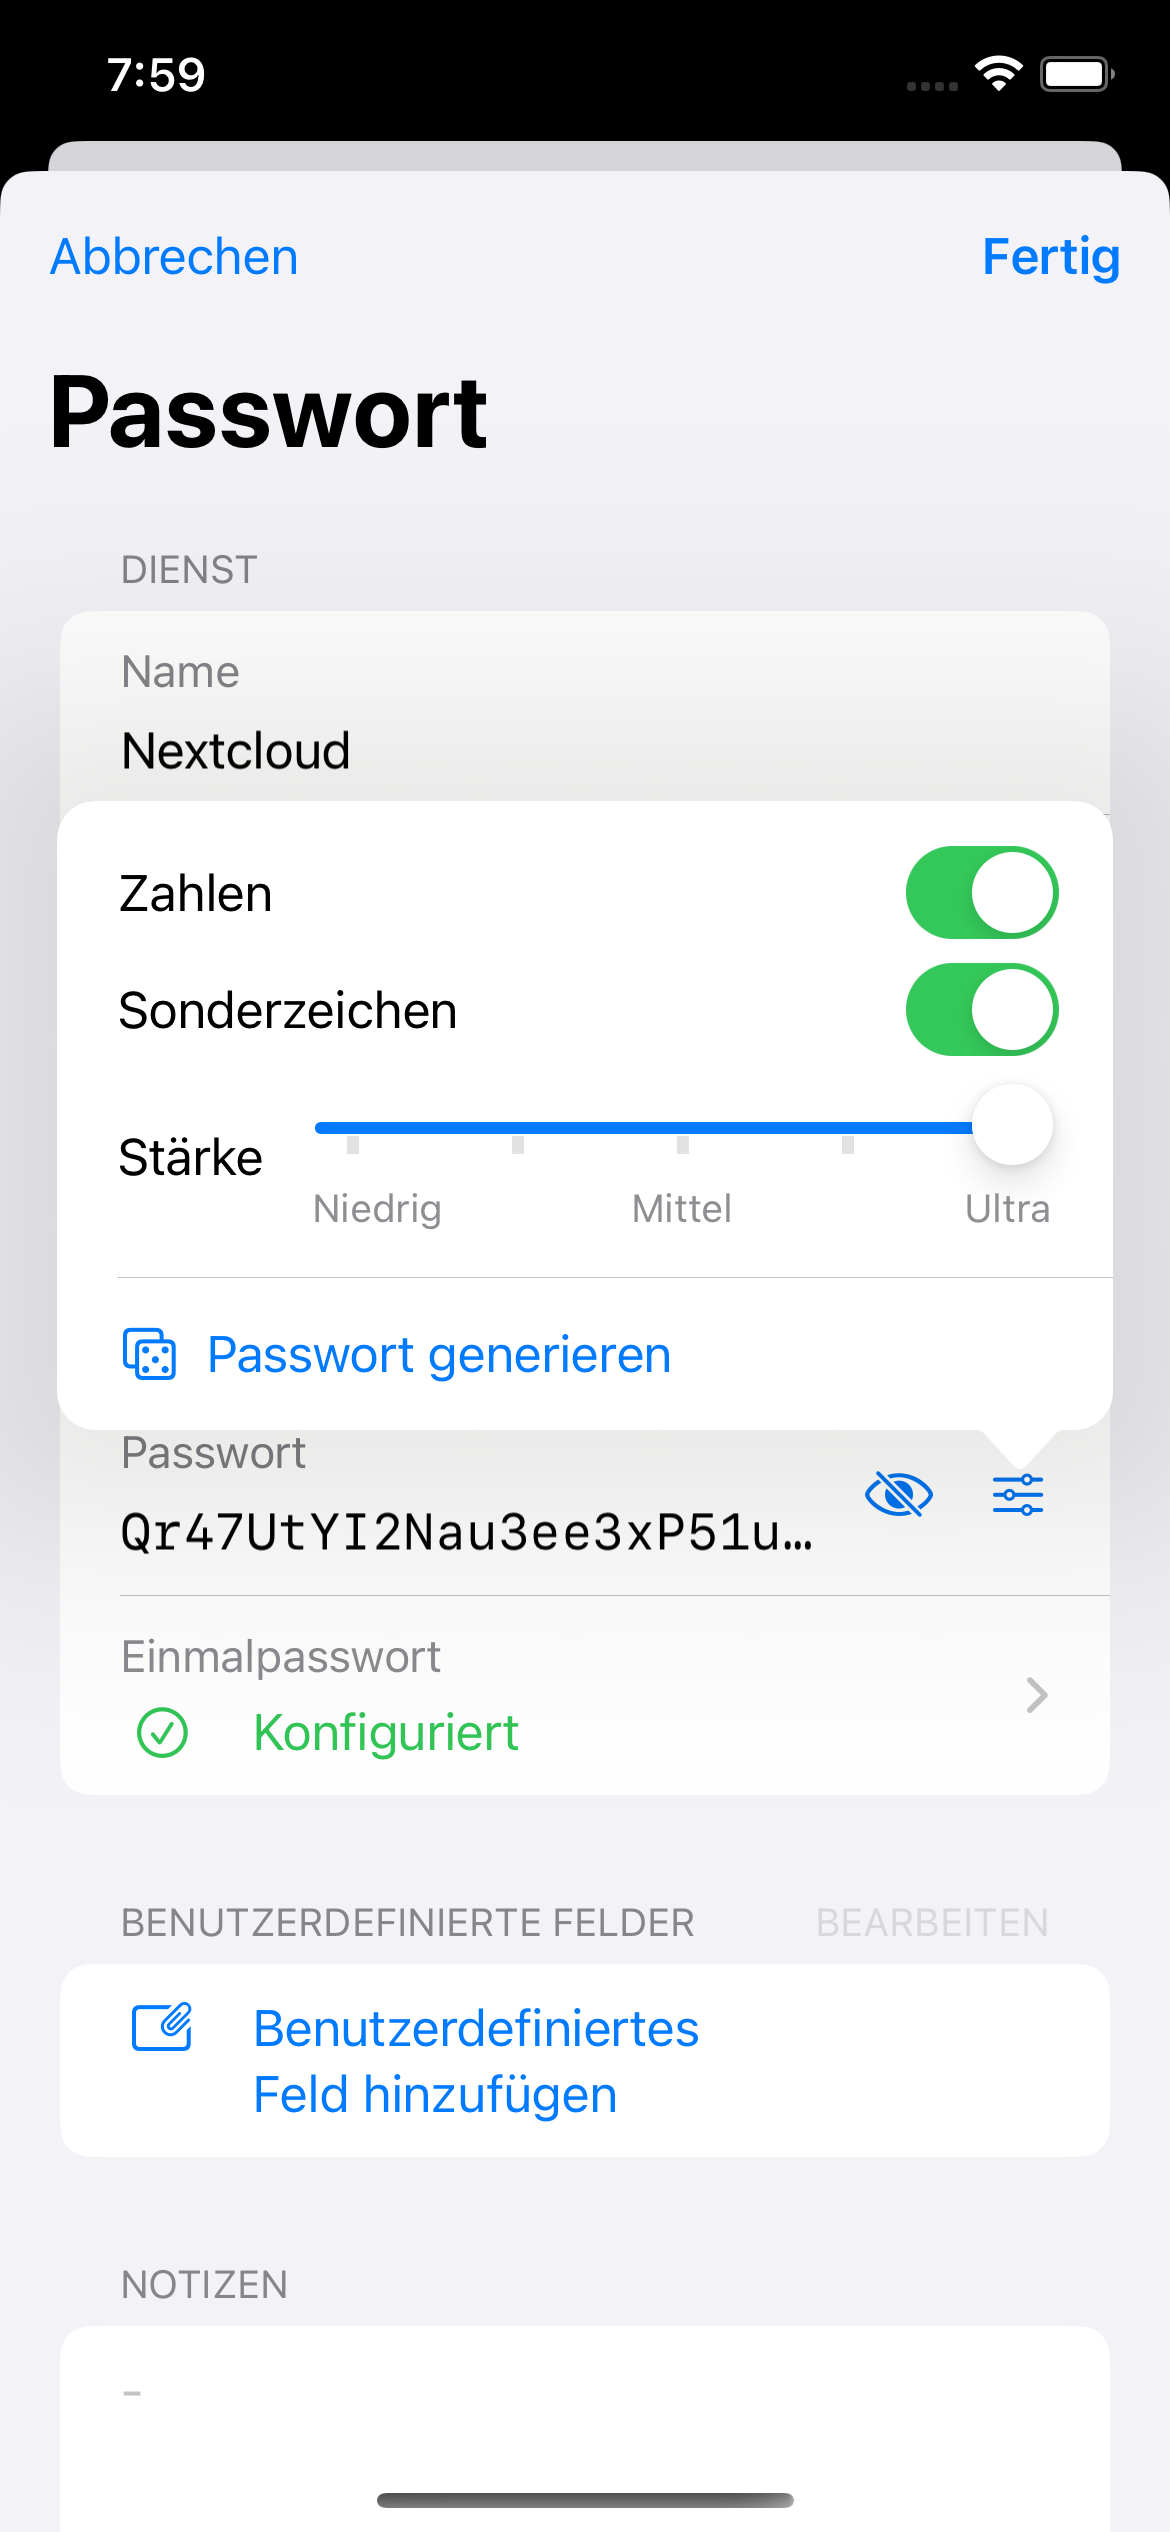 7:59
Abbrechen
Fertig
Passwort
DIENST
Name
Nextcloud
Zahlen
Sonderzeichen
Stärke
Niedrig Mittel Ultra
Passwort generieren
Passwort
Qr47UtYI2Nau3ee3xP51u…
Einmalpasswort
Konfiguriert
BENUTZERDEFINIERTE FELDER
BEARBEITEN
Benutzerdefiniertes
Feld hinzufügen
NOTIZEN
-